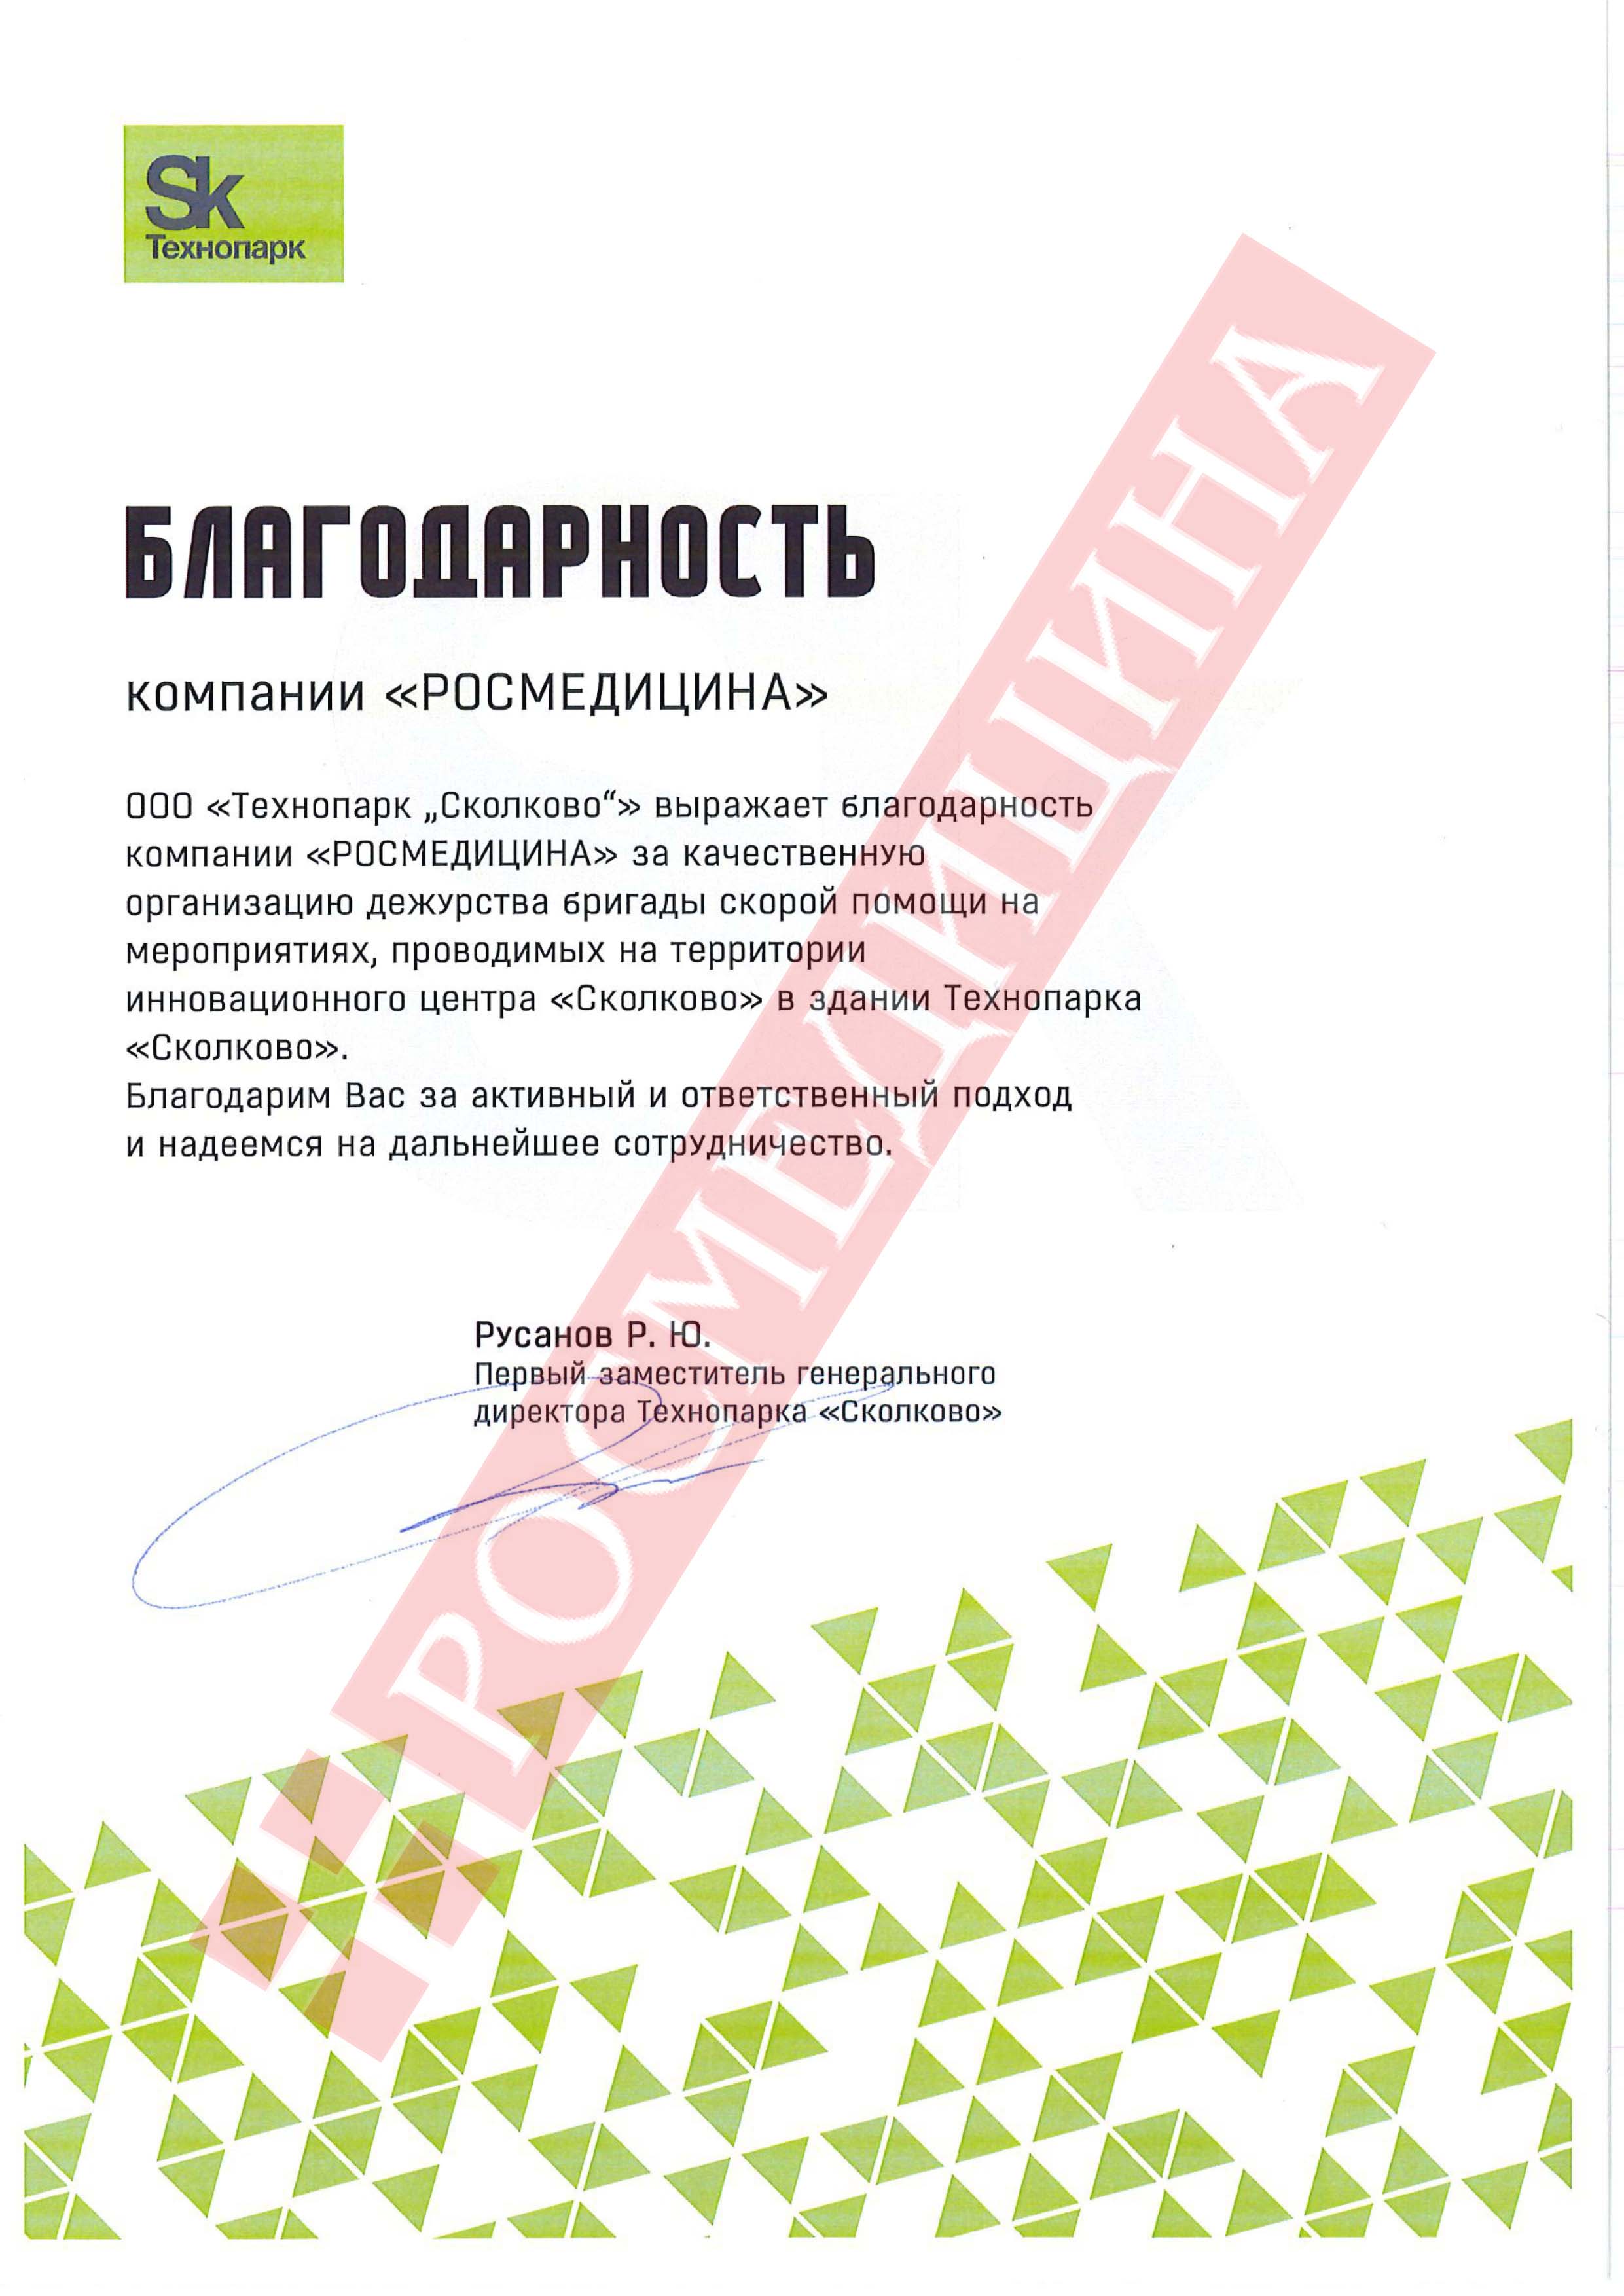 Sk
Технопарк
БЛАГОДАРНОСТЬ
компании «РОСМЕДИЦИНА»
ООО «Технопарк „Сколково“» выражает благодарность
компании «РОСМЕДИЦИНА» за качественную
организацию дежурства бригады скорой помощи на
мероприятиях, проводимых на территории
инновационного центра «Сколково» в здании Технопарка
«Сколково».
Благодарим Вас за активный и ответственный подход
и надеемся на дальнейшее сотрудничество.
Русанов Р. Ю.
Первый заместитель генерального
директора Технопарка «Сколково»
РОСМЕДИЦИНА